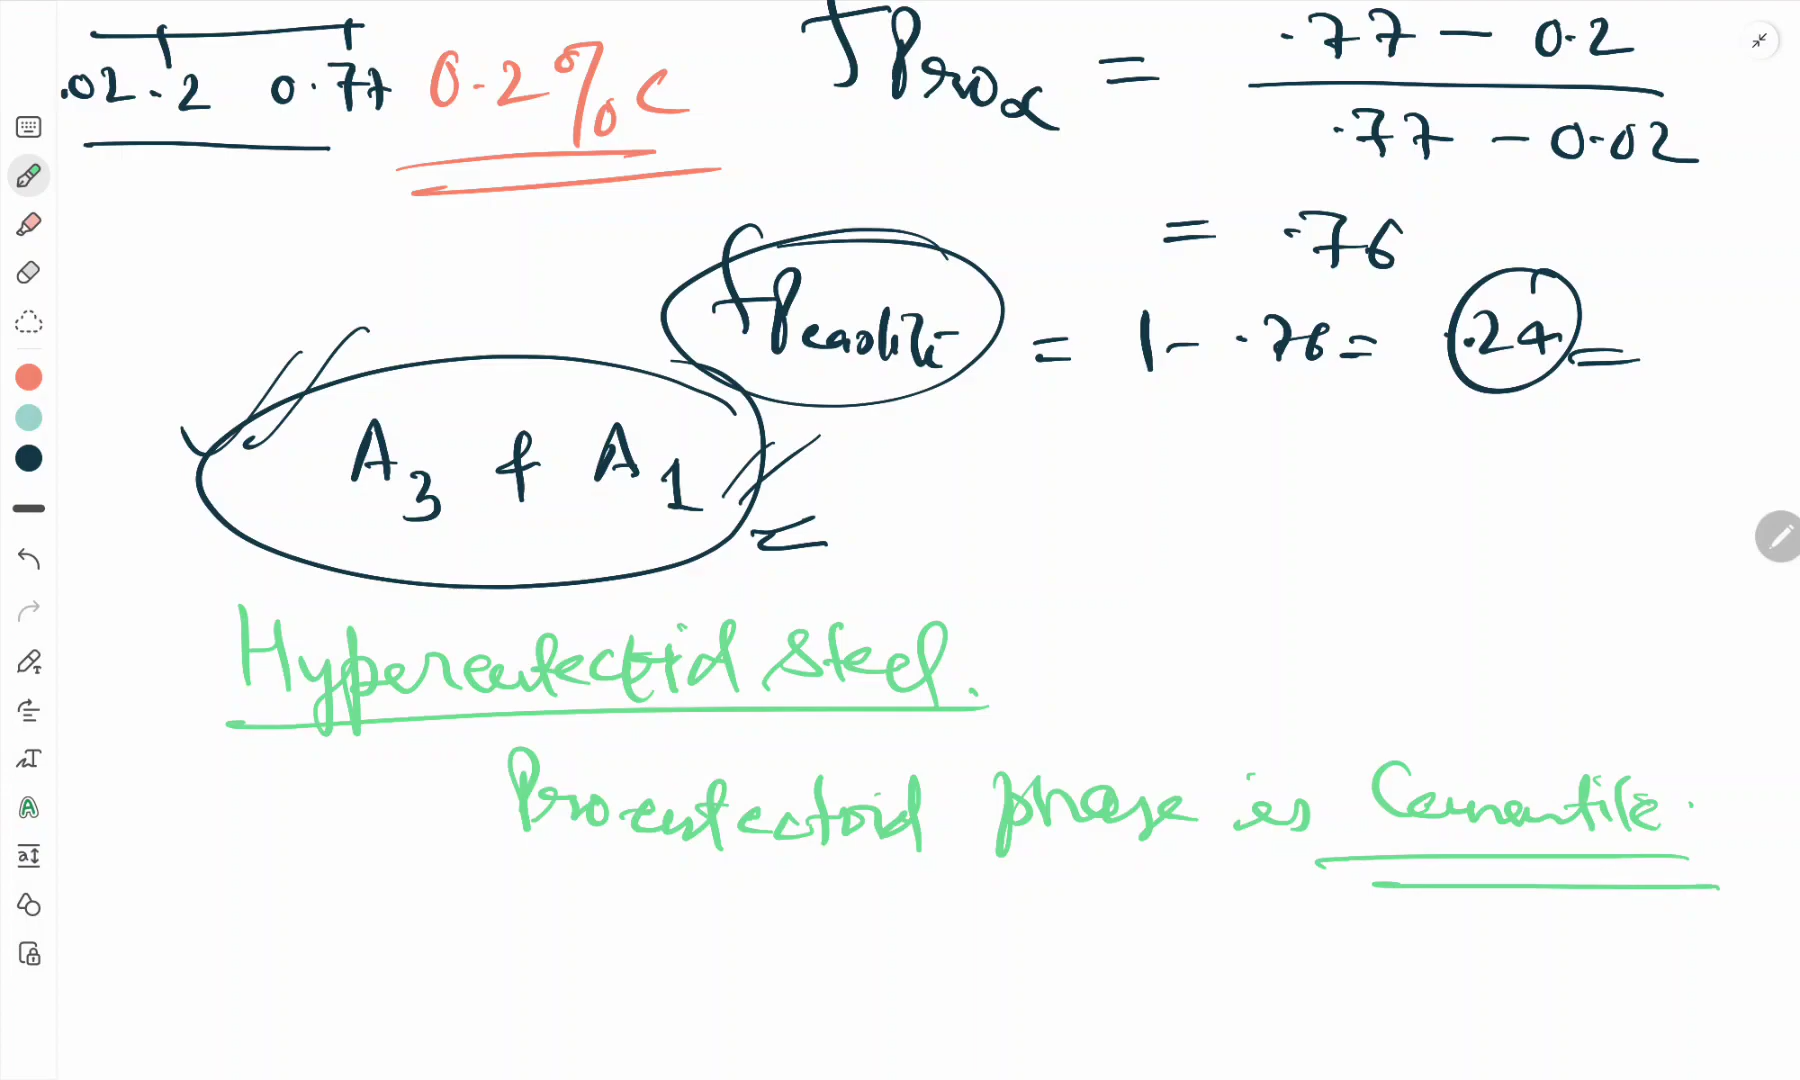 .02 .2 0.77 0.2% C f Pro α = .77 - 0.2
.77 - 0.02
= .76
f Pearlite = 1 - .76 = .24
A3 & A1
Hypereutectoid Steel.
Proeutectoid phase is Cementite.